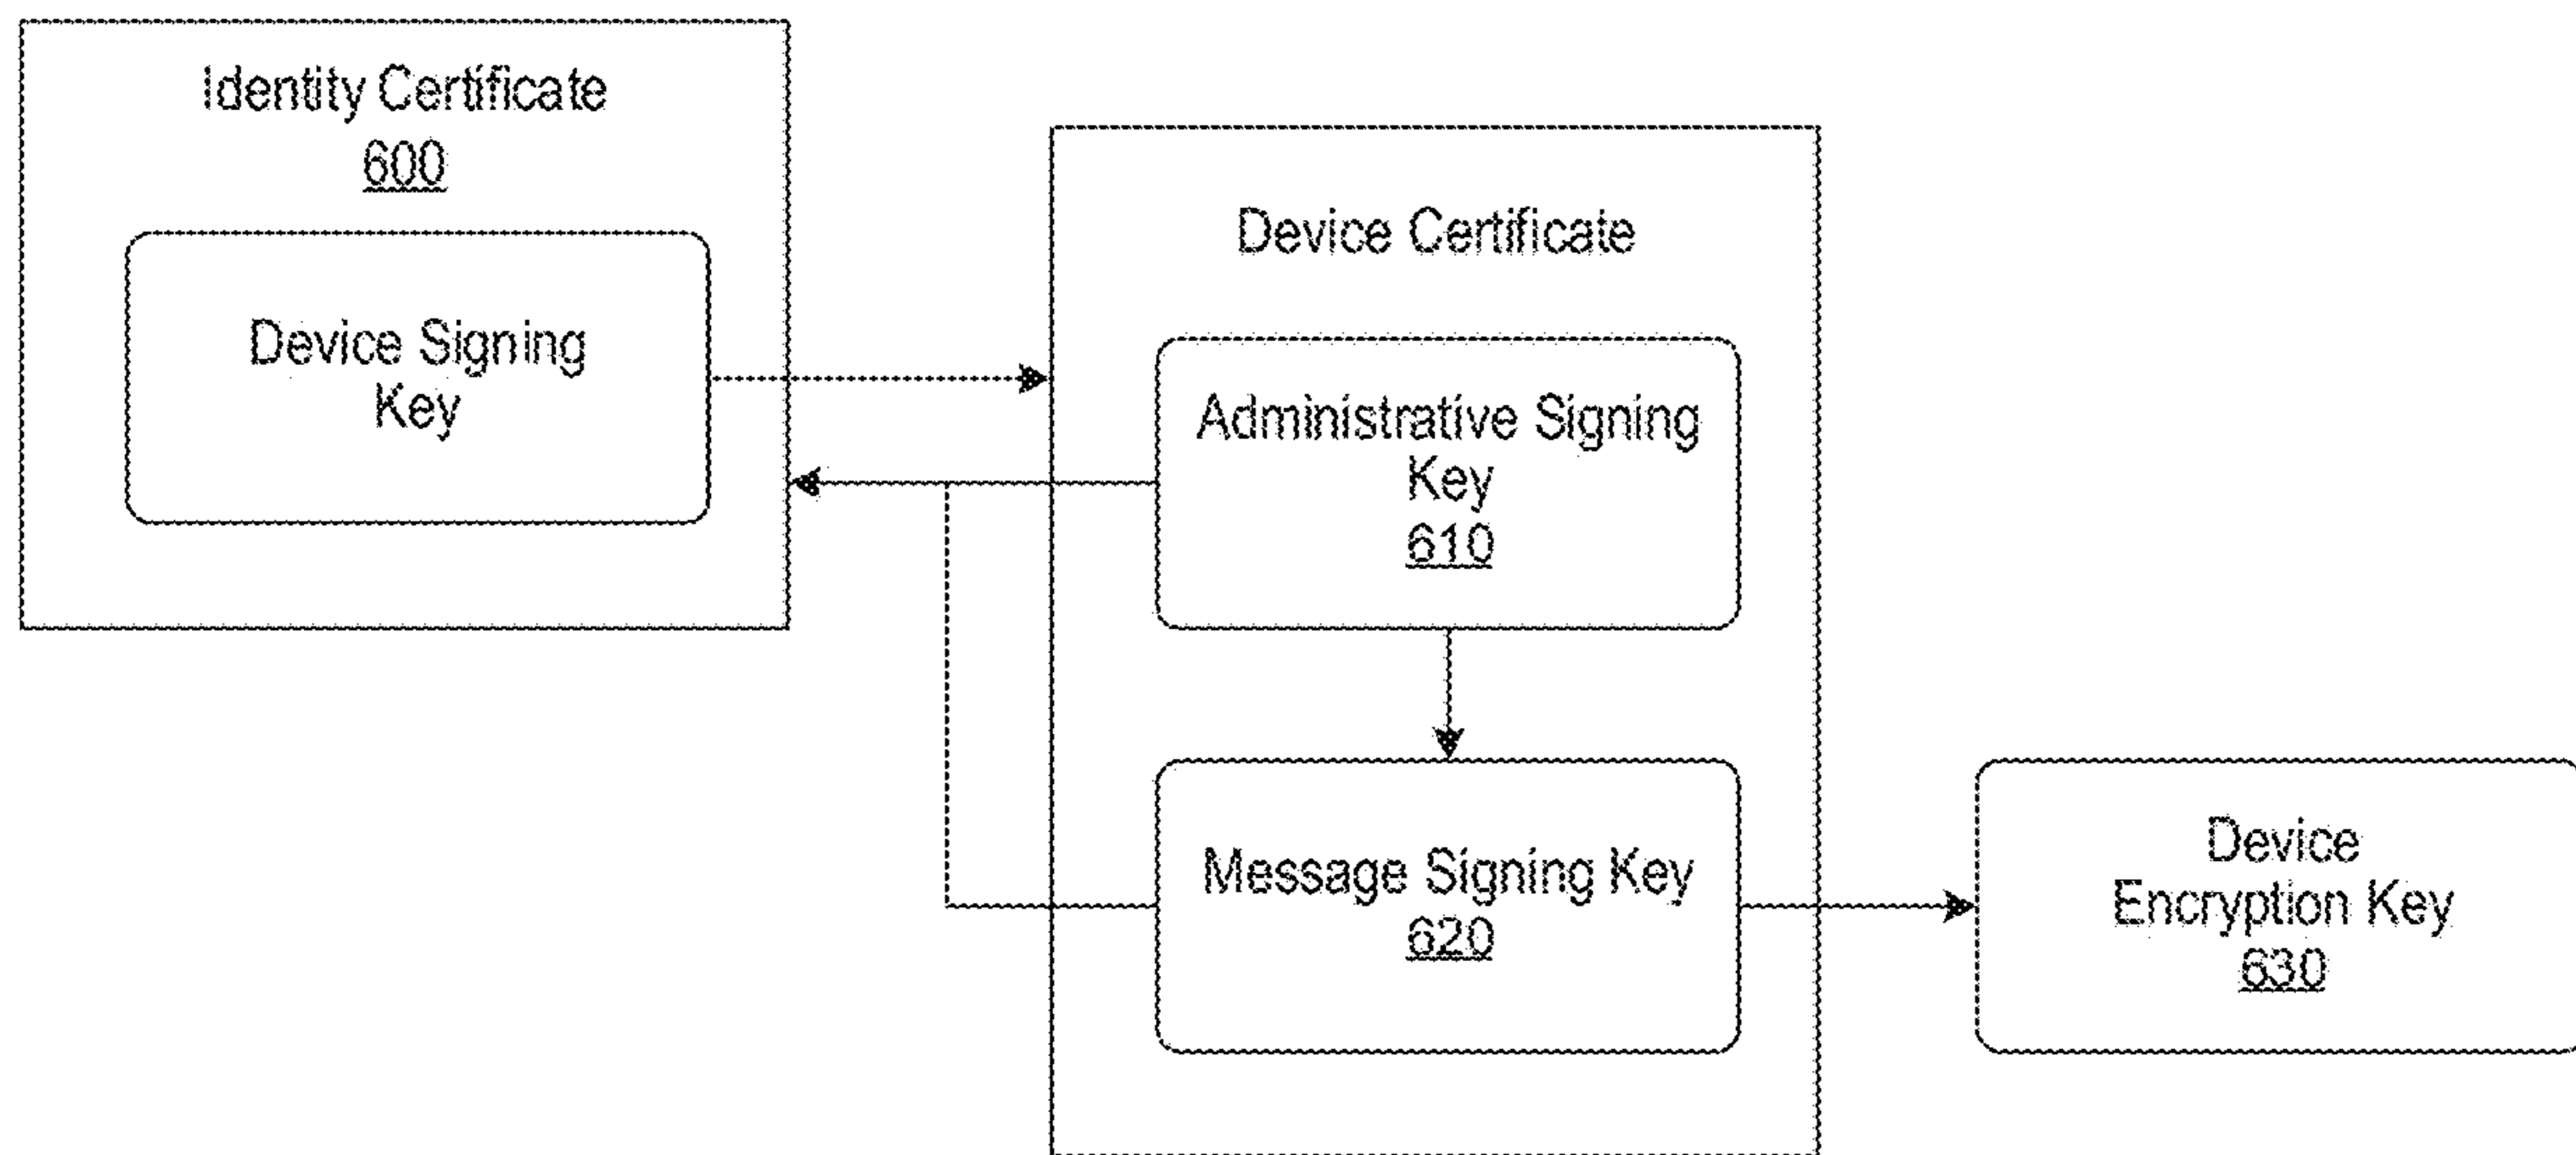 Identity Certificate
600
Device Signing
Key
Device Certificate
Administrative Signing
Key
610
Message Signing Key
620
Device
Encryption Key
630